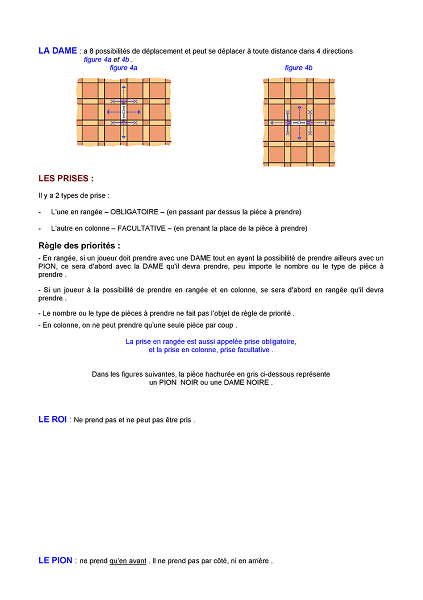 LA DAME : a 8 possibilités de déplacement et peut se déplacer à toute distance dans 4 directions
figure 4a et 4b .
figure 4a
figure 4b
LES PRISES :
Il y a 2 types de prise :
- L'une en rangée – OBLIGATOIRE – (en passant par dessus la pièce à prendre)
- L'autre en colonne – FACULTATIVE – (en prenant la place de la pièce à prendre)
Règle des priorités :
- En rangée, si un joueur doit prendre avec une DAME tout en ayant la possibilité de prendre ailleurs avec un
PION, ce sera d'abord avec la DAME qu'il devra prendre, peu importe le nombre ou le type de pièce à
prendre .
- Si un joueur à la possibilité de prendre en rangée et en colonne, se sera d'abord en rangée qu'il devra
prendre .
- Le nombre ou le type de pièces à prendre ne fait pas l'objet de règle de priorité .
- En colonne, on ne peut prendre qu'une seule pièce par coup .
La prise en rangée est aussi appelée prise obligatoire,
et la prise en colonne, prise facultative .
Dans les figures suivantes, la pièce hachurée en gris ci-dessous représente
un PION NOIR ou une DAME NOIRE .
LE ROI : Ne prend pas et ne peut pas être pris .
LE PION : ne prend qu'en avant . Il ne prend pas par côté, ni en arrière .